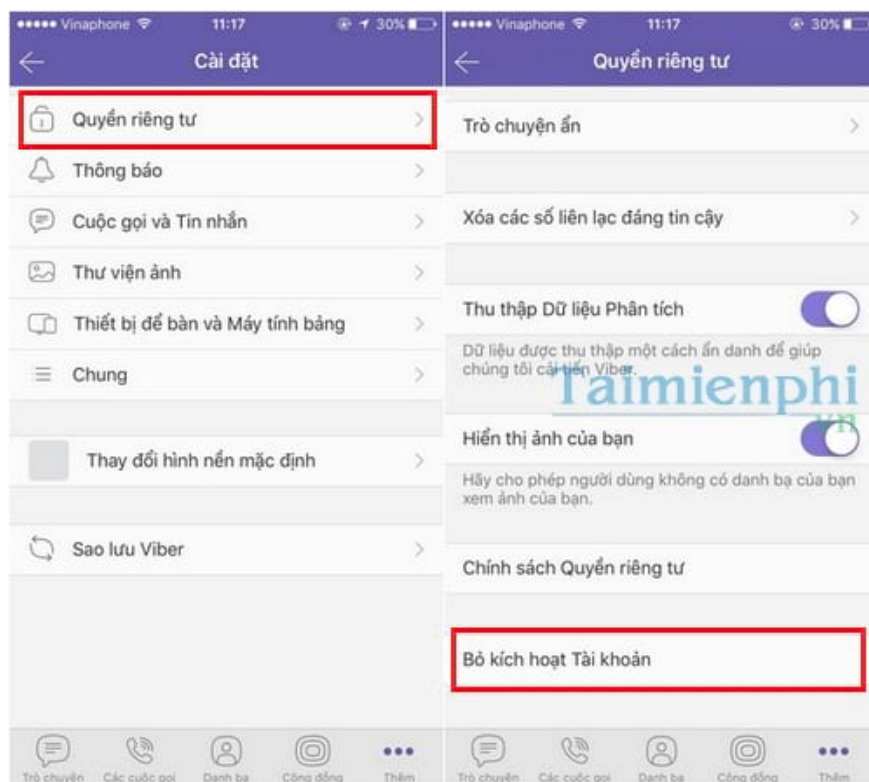 Vinaphone 11:17 30%
Cài đặt
Quyền riêng tư
Thông báo
Cuộc gọi và Tin nhắn
Thư viện ảnh
Thiết bị để bàn và Máy tính bảng
Chung
Thay đổi hình nền mặc định
Sao lưu Viber
Trò chuyện Các cuộc gọi Danh bạ Công đồng Thêm
Vinaphone 11:17 30%
Quyền riêng tư
Trò chuyện ẩn
Xóa các số liên lạc đáng tin cậy
Thu thập Dữ liệu Phân tích
Dữ liệu được thu thập một cách ẩn danh để giúp
chúng tôi cải tiến Viber.
Taimienphi
vn
Hiển thị ảnh của bạn
Hãy cho phép người dùng không có danh bạ của bạn
xem ảnh của bạn.
Chính sách Quyền riêng tư
Bỏ kích hoạt Tài khoản
Trò chuyện Các cuộc gọi Danh bạ Công đồng Thêm